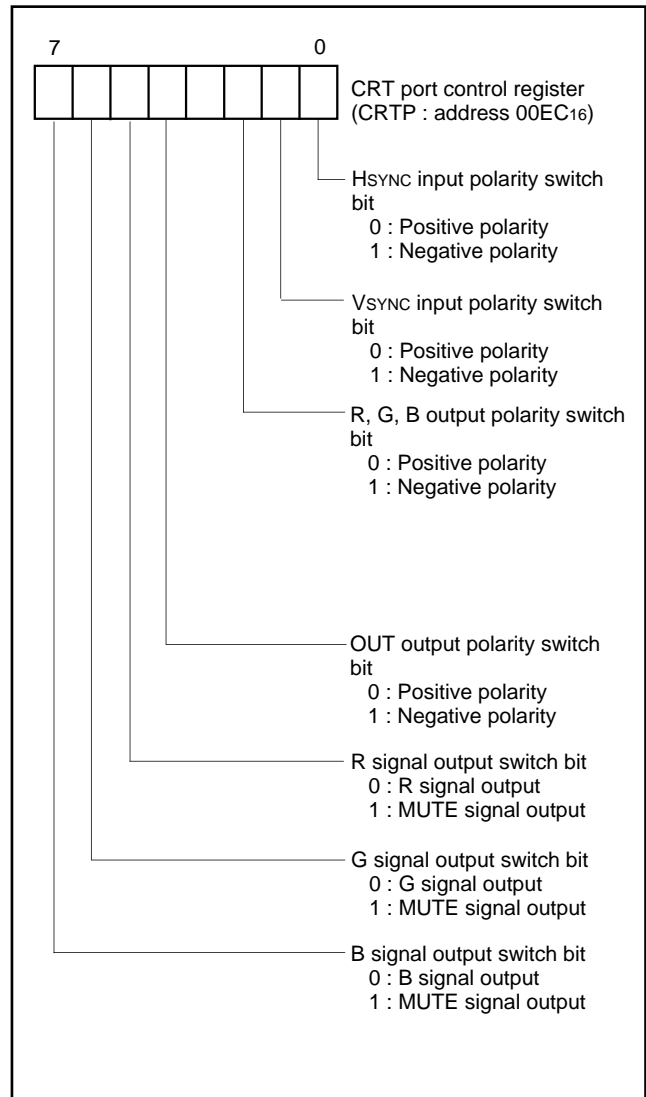 7 0
CRT port control register
(CRTP : address 00EC16)
HSYNC input polarity switch
bit
0 : Positive polarity
1 : Negative polarity
VSYNC input polarity switch
bit
0 : Positive polarity
1 : Negative polarity
R, G, B output polarity switch
bit
0 : Positive polarity
1 : Negative polarity
OUT output polarity switch
bit
0 : Positive polarity
1 : Negative polarity
R signal output switch bit
0 : R signal output
1 : MUTE signal output
G signal output switch bit
0 : G signal output
1 : MUTE signal output
B signal output switch bit
0 : B signal output
1 : MUTE signal output